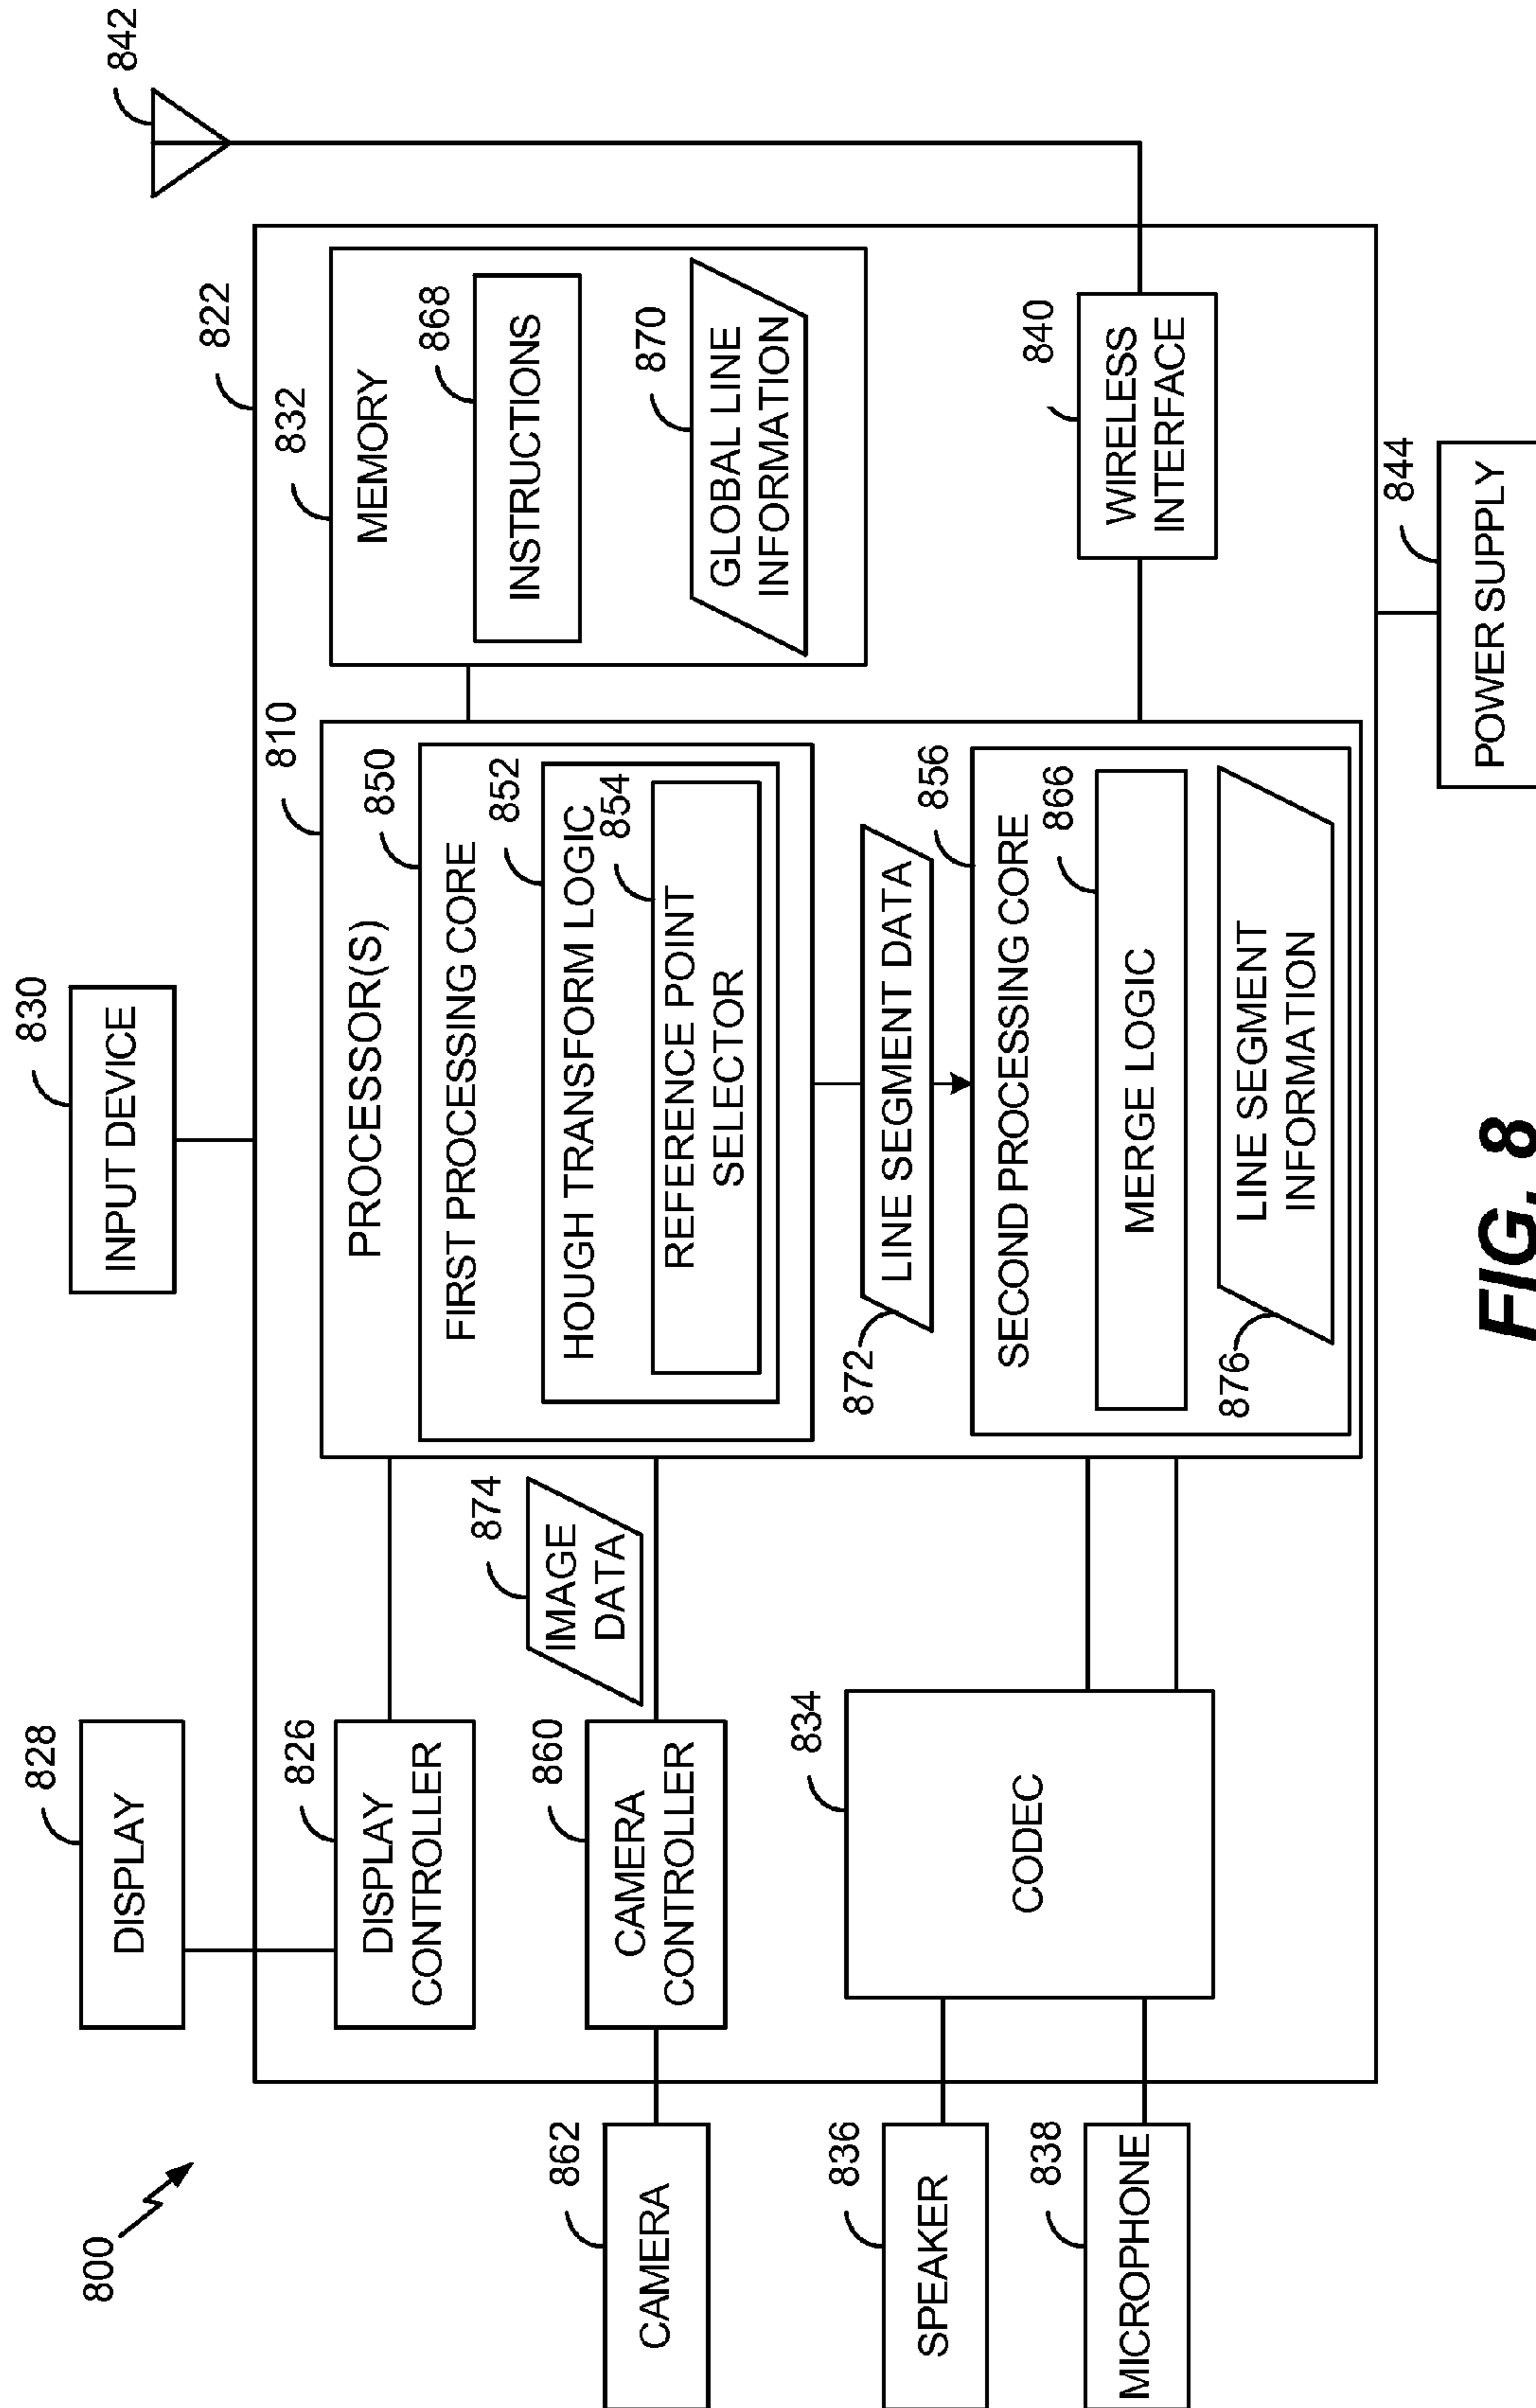 800
828
DISPLAY
830
INPUT DEVICE
842
822
826
DISPLAY
CONTROLLER
862
CAMERA
860
CAMERA
CONTROLLER
874
IMAGE
DATA
836
SPEAKER
838
MICROPHONE
834
CODEC
810
PROCESSOR(S)
850
FIRST PROCESSING CORE
852
HOUGH TRANSFORM LOGIC
854
REFERENCE POINT
SELECTOR
872
LINE SEGMENT DATA
856
SECOND PROCESSING CORE
866
MERGE LOGIC
876
LINE SEGMENT
INFORMATION
832
MEMORY
868
INSTRUCTIONS
870
GLOBAL LINE
INFORMATION
840
WIRELESS
INTERFACE
844
POWER SUPPLY
FIG. 8